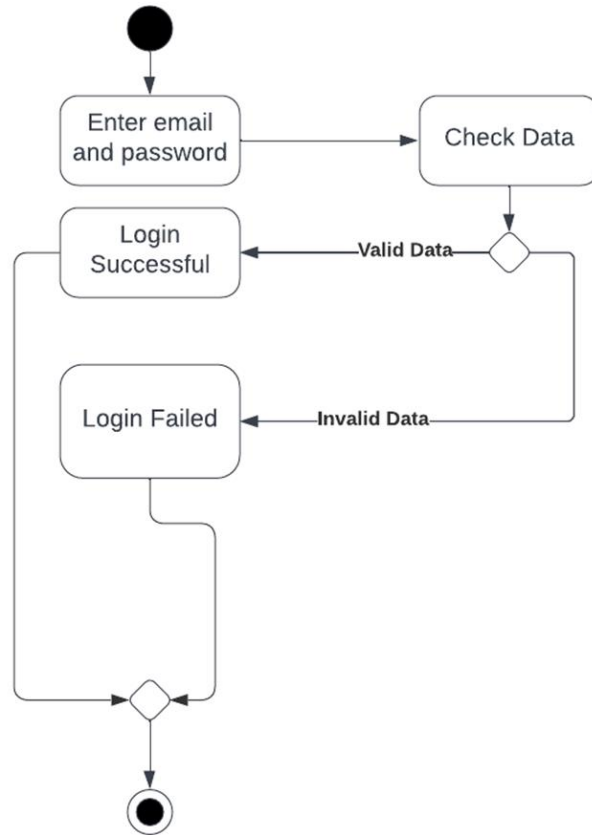 Enter email
and password
Check Data
Login
Successful
Valid Data
Login Failed
Invalid Data